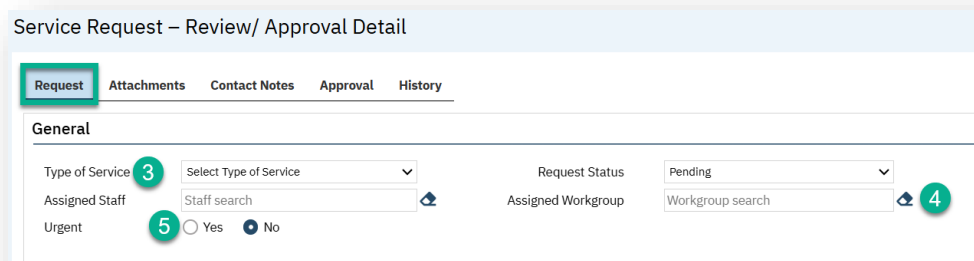 Service Request – Review/ Approval Detail
Request Attachments Contact Notes Approval History
General
Type of Service 3 Select Type of Service Request Status Pending
Assigned Staff Staff search Assigned Workgroup Workgroup search 4
Urgent 5 Yes No